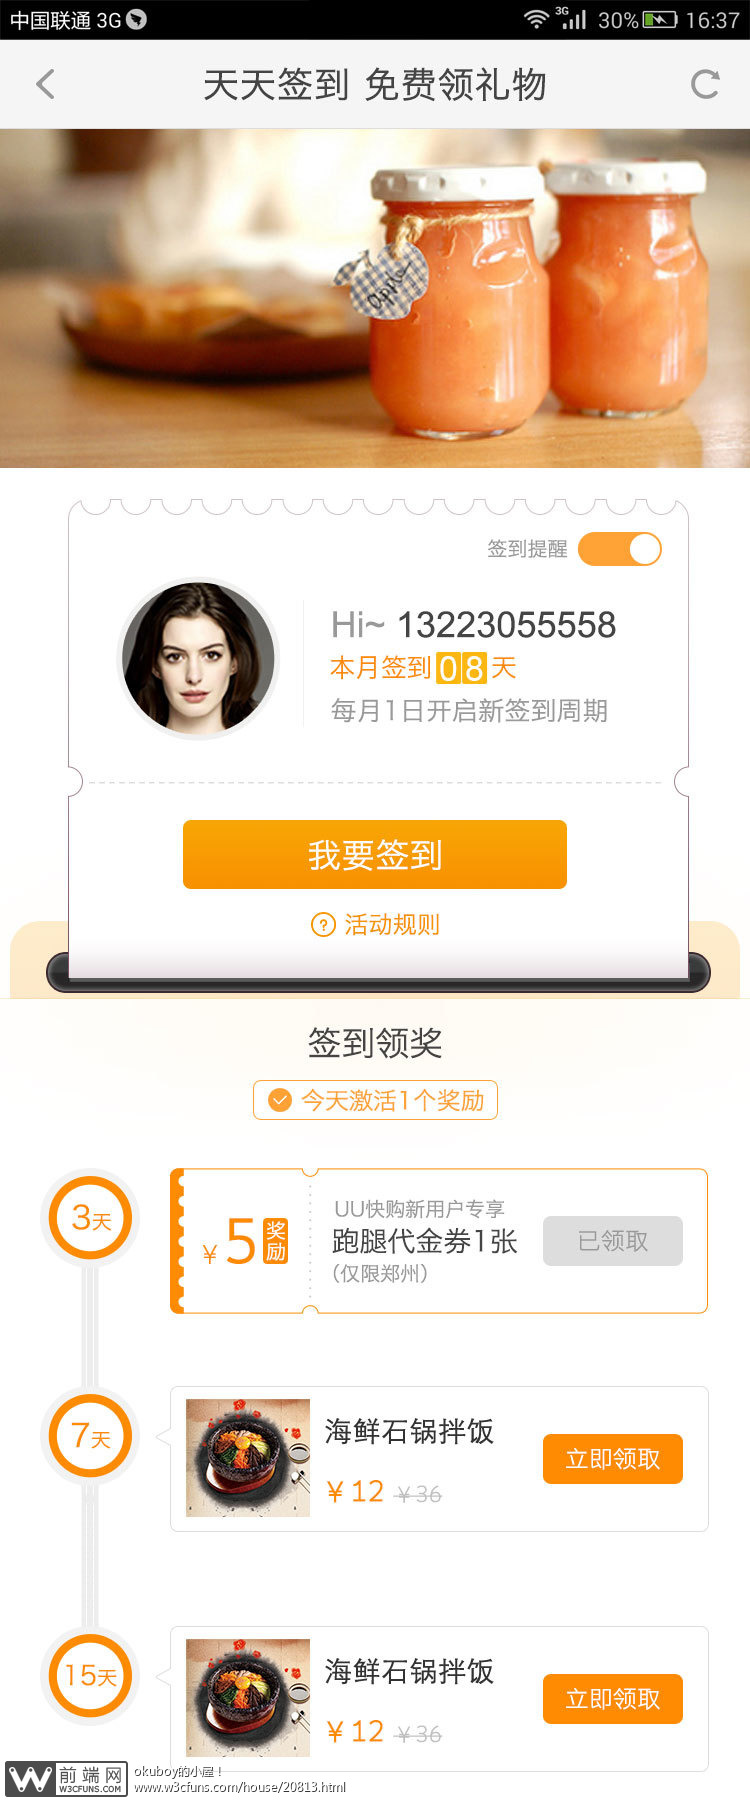 中国联通 3G 3G 30% 16:37
天天签到 免费领礼物
Apple
签到提醒
Hi~ 13223055558
本月签到08天
每月1日开启新签到周期
我要签到
? 活动规则
签到领奖
今天激活1个奖励
3天
¥5奖励
UU快购新用户专享
跑腿代金券1张
(仅限郑州)
已领取
7天
海鲜石锅拌饭
¥12 ¥36
立即领取
15天
海鲜石锅拌饭
¥12 ¥36
立即领取
W 前端网
W3CFUNS.COM
okuboy的小屋!
www.w3cfuns.com/house/20813.html